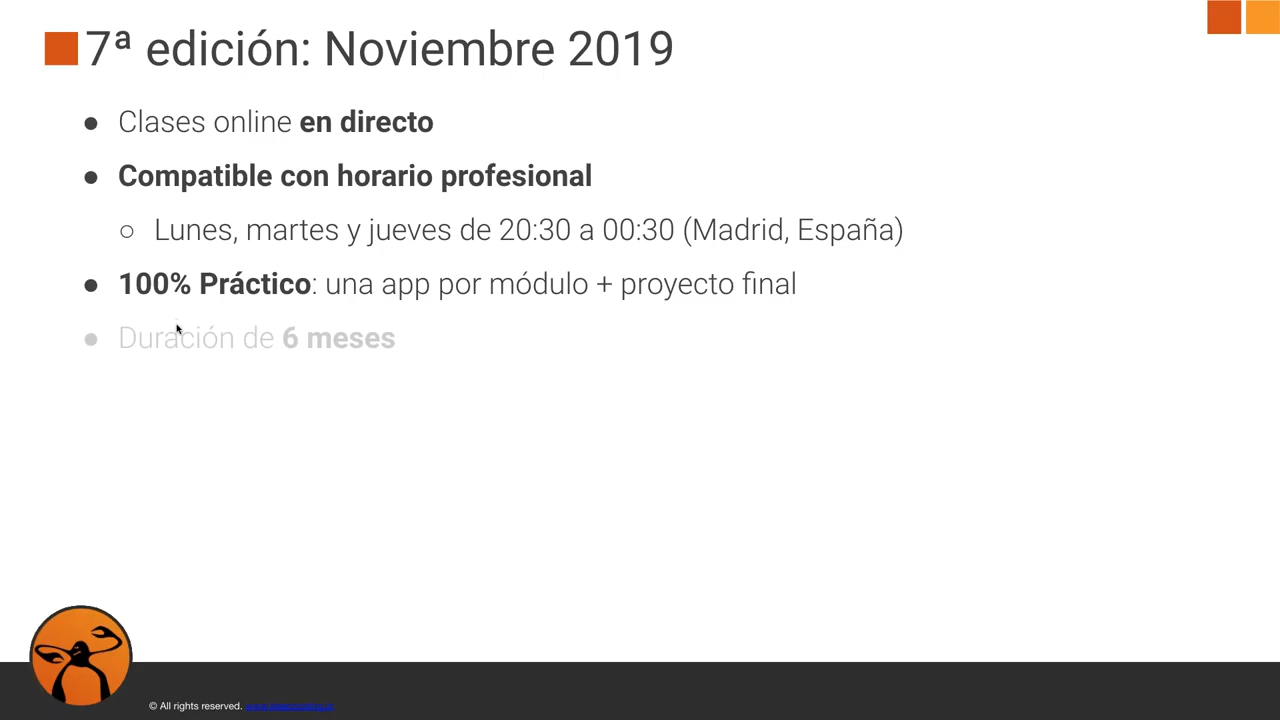 7ª edición: Noviembre 2019
● Clases online en directo
● Compatible con horario profesional
○ Lunes, martes y jueves de 20:30 a 00:30 (Madrid, España)
● 100% Práctico: una app por módulo + proyecto final
● Duración de 6 meses
© All rights reserved.